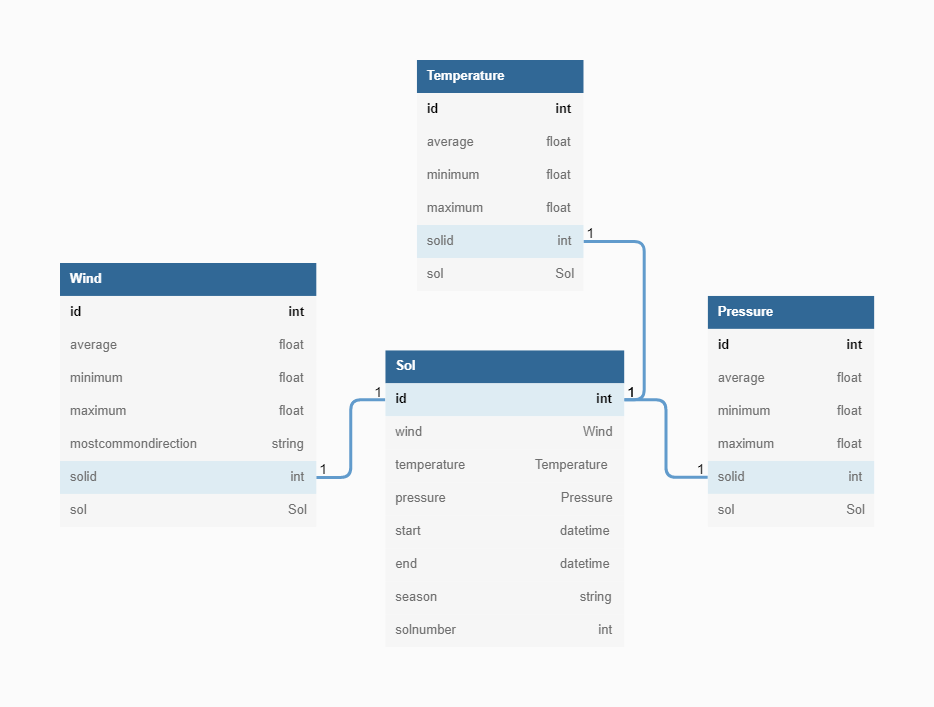 Temperature
id int
average float
minimum float
maximum float
solid int
1
sol Sol
Wind
id int
average float
minimum float
maximum float
mostcommondirection string
solid int
1
sol Sol
Sol
1
id int
1
wind Wind
temperature Temperature
pressure Pressure
start datetime
end datetime
season string
solnumber int
Pressure
id int
average float
minimum float
maximum float
1
solid int
sol Sol